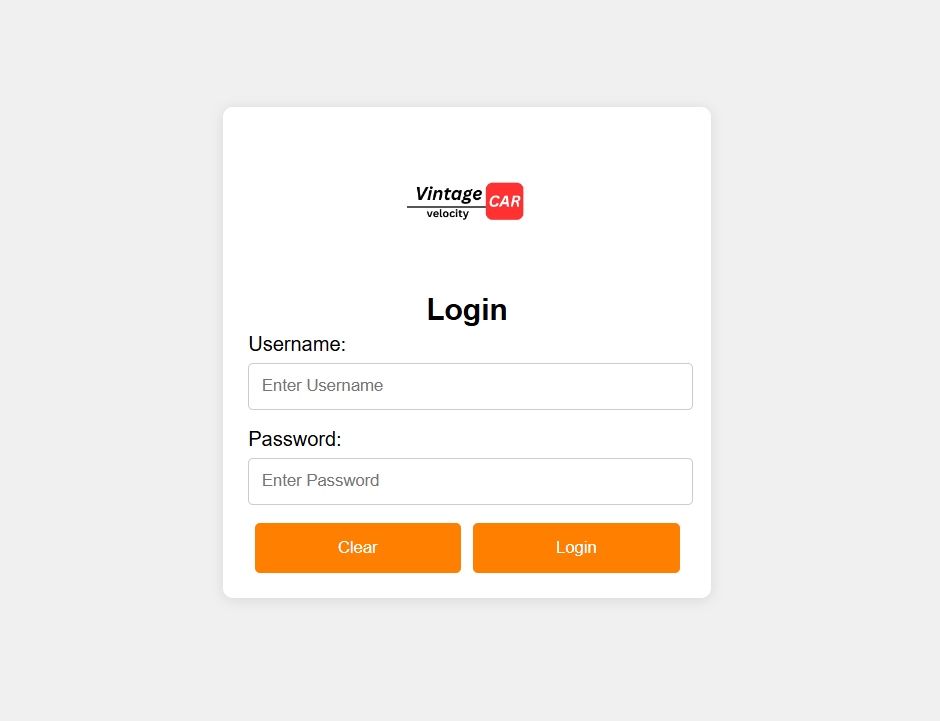 Vintage
CAR
velocity
Login
Username:
Enter Username
Password:
Enter Password
Clear Login